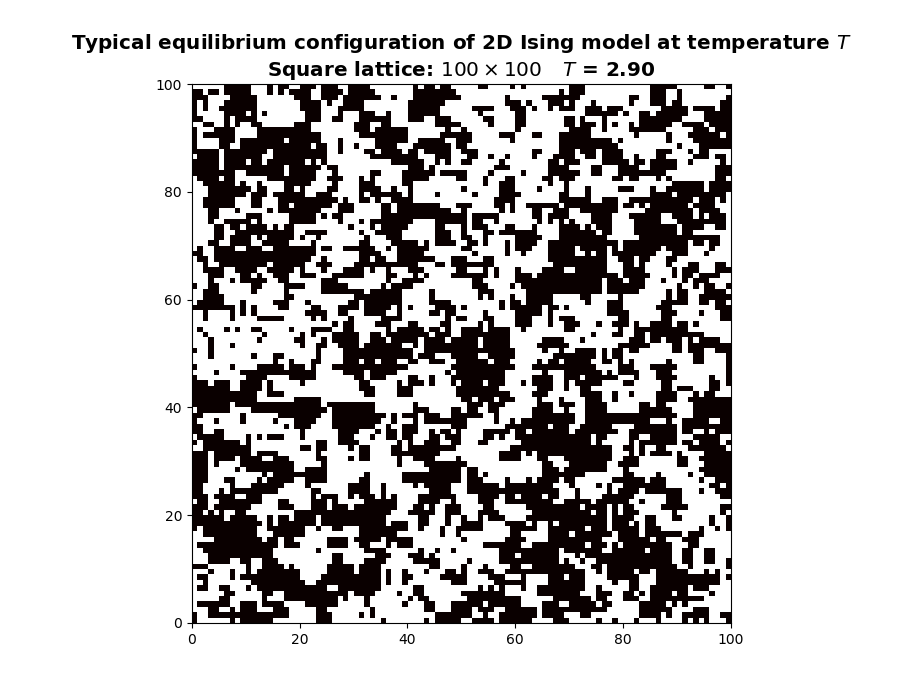 Typical equilibrium configuration of 2D Ising model at temperature T
Square lattice: 100 × 100 T = 2.90
100
80
60
40
20
0
0 20 40 60 80 100